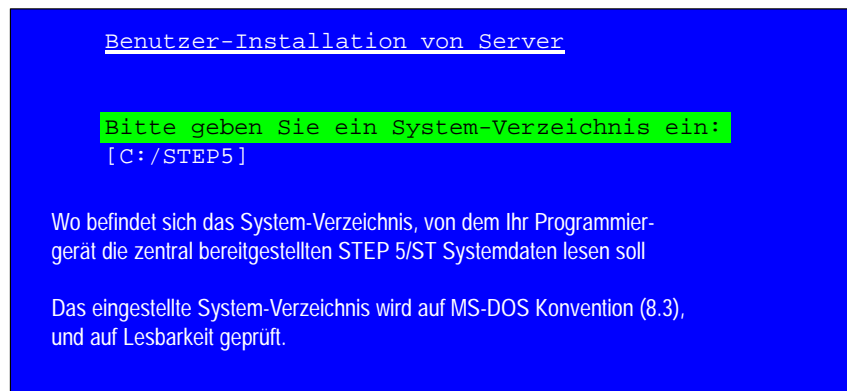 Benutzer-Installation von Server
Bitte geben Sie ein System-Verzeichnis ein:
[C:/STEP5]
Wo befindet sich das System-Verzeichnis, von dem Ihr Programmier-
gerät die zentral bereitgestellten STEP 5/ST Systemdaten lesen soll
Das eingestellte System-Verzeichnis wird auf MS-DOS Konvention (8.3),
und auf Lesbarkeit geprüft.